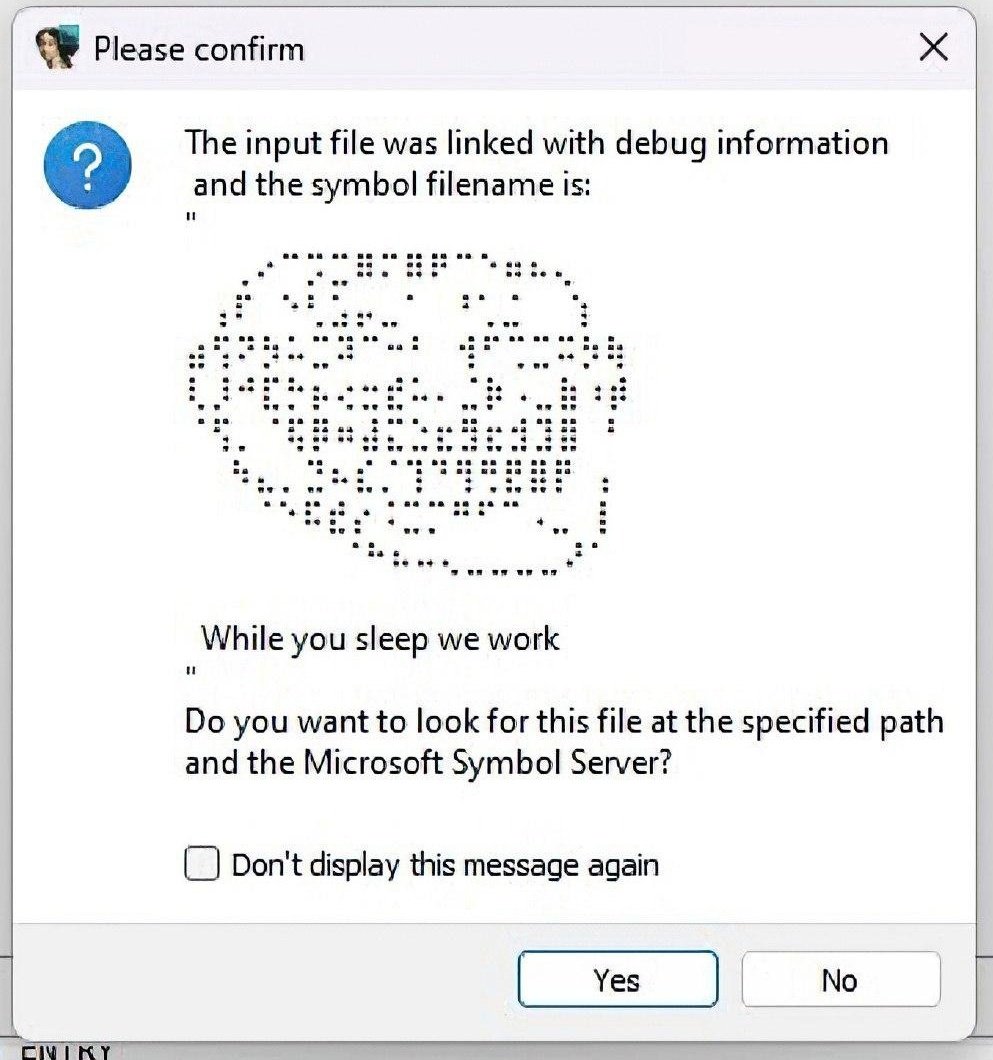 Please confirm
The input file was linked with debug information
and the symbol filename is:
"
While you sleep we work
"
Do you want to look for this file at the specified path
and the Microsoft Symbol Server?
Don't display this message again
Yes
No
ENTRY